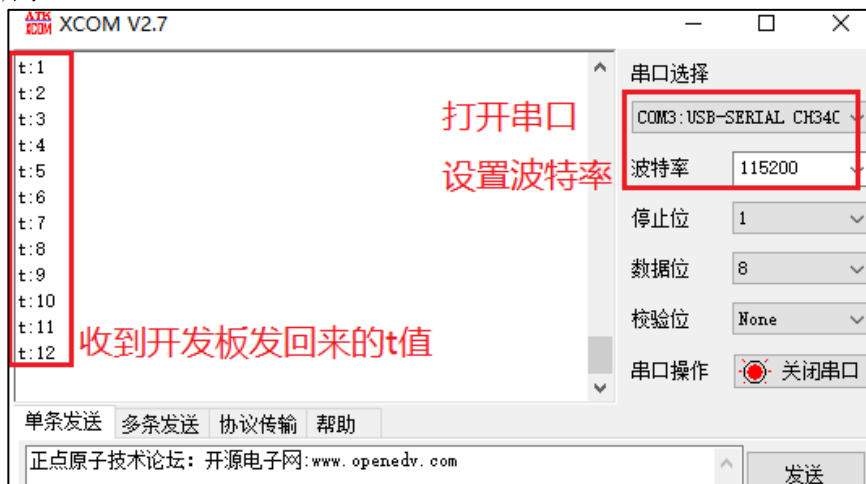 ATK XCOM XCOM V2.7
t:1
t:2
t:3
t:4
t:5
t:6
t:7
t:8
t:9
t:10
t:11
t:12
打开串口
设置波特率
收到开发板发回来的t值
串口选择
COM3:USB-SERIAL CH34C
波特率 115200
停止位 1
数据位 8
校验位 None
串口操作 关闭串口
单条发送 多条发送 协议传输 帮助
正点原子技术论坛：开源电子网:www.openedv.com
发送